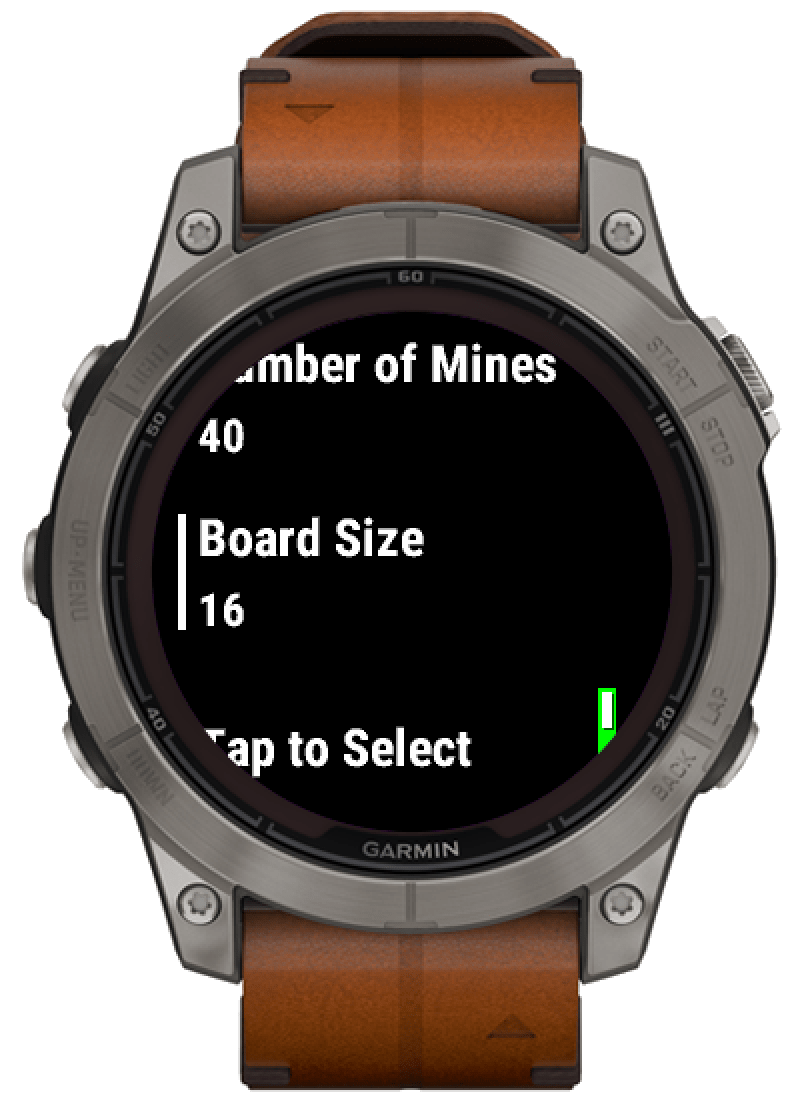 60
umber of Mines
40
Board Size
16
Tap to Select
LIGHT
START
STOP
50
UP·MENU
40
20
LAP
DOWN
BACK
GARMIN